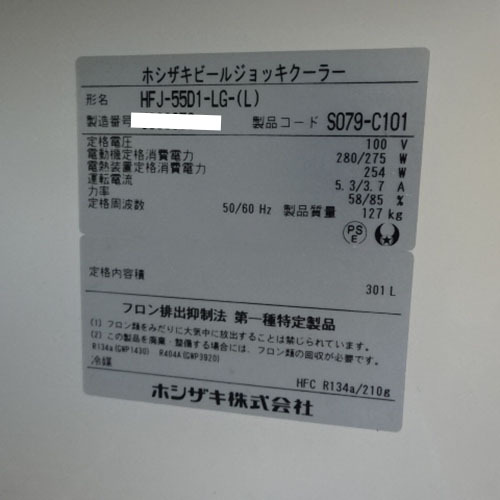 ホシザキビールジョッキクーラー
形名 HFJ-55D1-LG-(L)
製造番号 製品コード S079-C101
定格電圧 100 V
電動機定格消費電力 280/275 W
電熱装置定格消費電力 254 W
運転電流 5.3/3.7 A
力率 58/85 %
定格周波数 50/60 Hz 製品質量 127 kg
PS
E
定格内容積 301 L
フロン排出抑制法 第一種特定製品
(1) フロン類をみだりに大気中に放出することは禁じられています。
(2) この製品を廃棄・整備する場合には、フロン類の回収が必要です。
R134a(GWP1430) R404A(GWP3920)
冷媒 HFC R134a/210g
ホシザキ株式会社